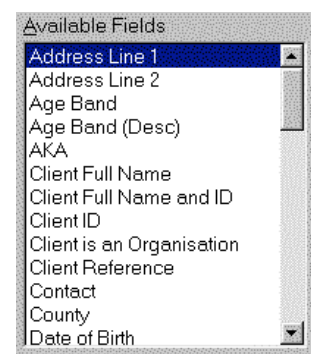 Available Fields
Address Line 1
Address Line 2
Age Band
Age Band (Desc)
AKA
Client Full Name
Client Full Name and ID
Client ID
Client is an Organisation
Client Reference
Contact
County
Date of Birth